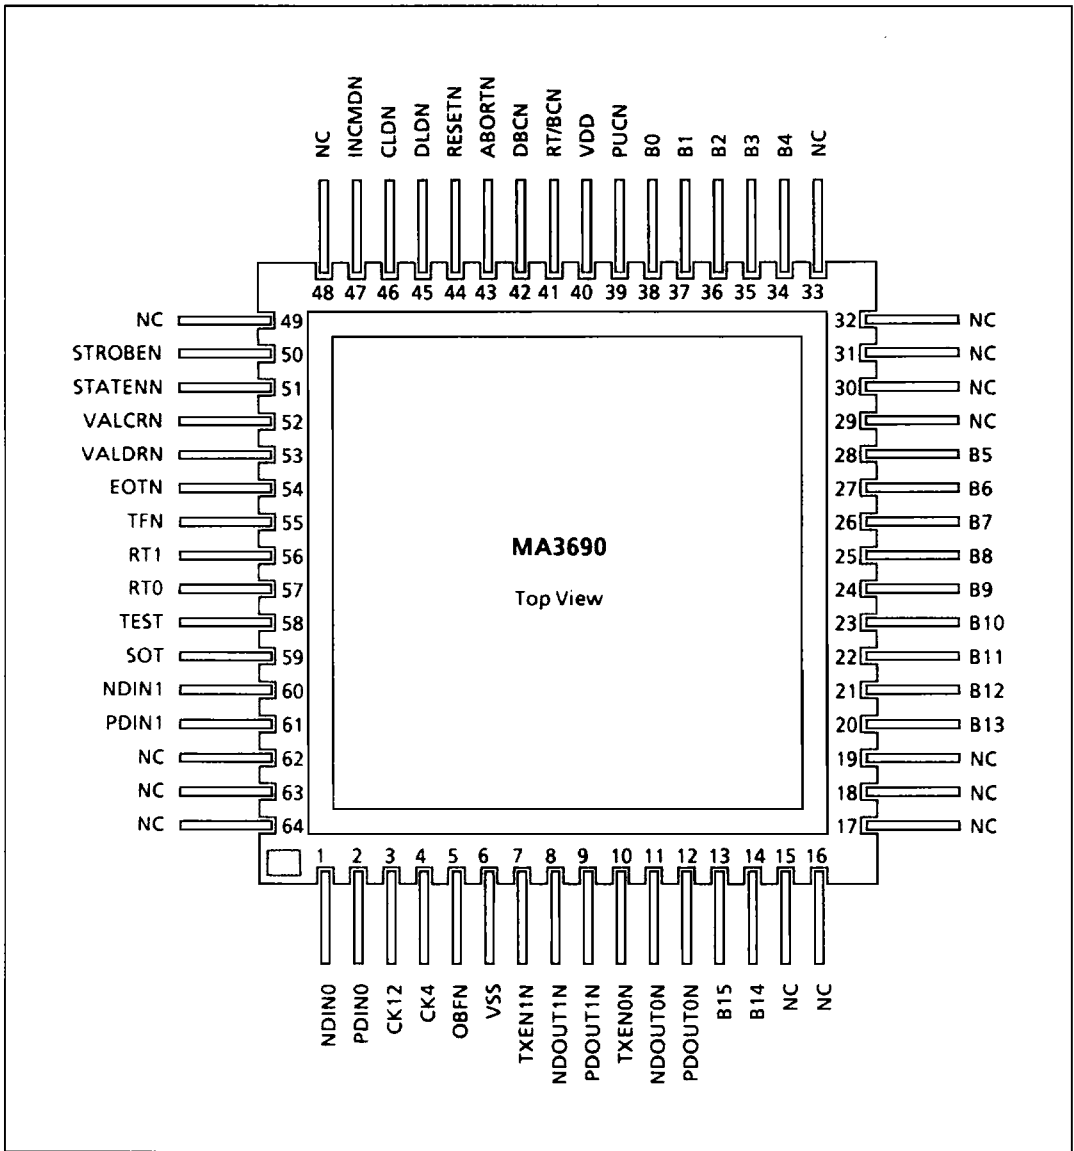 NC INCMDN CLDN DLDN RESETN ABORTN DBCN RT/BCN VDD PUCN B0 B1 B2 B3 B4 NC
48 47 46 45 44 43 42 41 40 39 38 37 36 35 34 33
NC 49 32 NC
STROBEN 50 31 NC
STATENN 51 30 NC
VALCRN 52 29 NC
VALDRN 53 28 B5
EOTN 54 27 B6
TFN 55 26 B7
RT1 56 25 B8
MA3690
RT0 57 24 B9
Top View
TEST 58 23 B10
SOT 59 22 B11
NDIN1 60 21 B12
PDIN1 61 20 B13
NC 62 19 NC
NC 63 18 NC
NC 64 17 NC
1 2 3 4 5 6 7 8 9 10 11 12 13 14 15 16
NDIN0 PDIN0 CK12 CK4 OBFN VSS TXEN1N NDOUT1N PDOUT1N TXEN0N NDOUT0N PDOUT0N B15 B14 NC NC